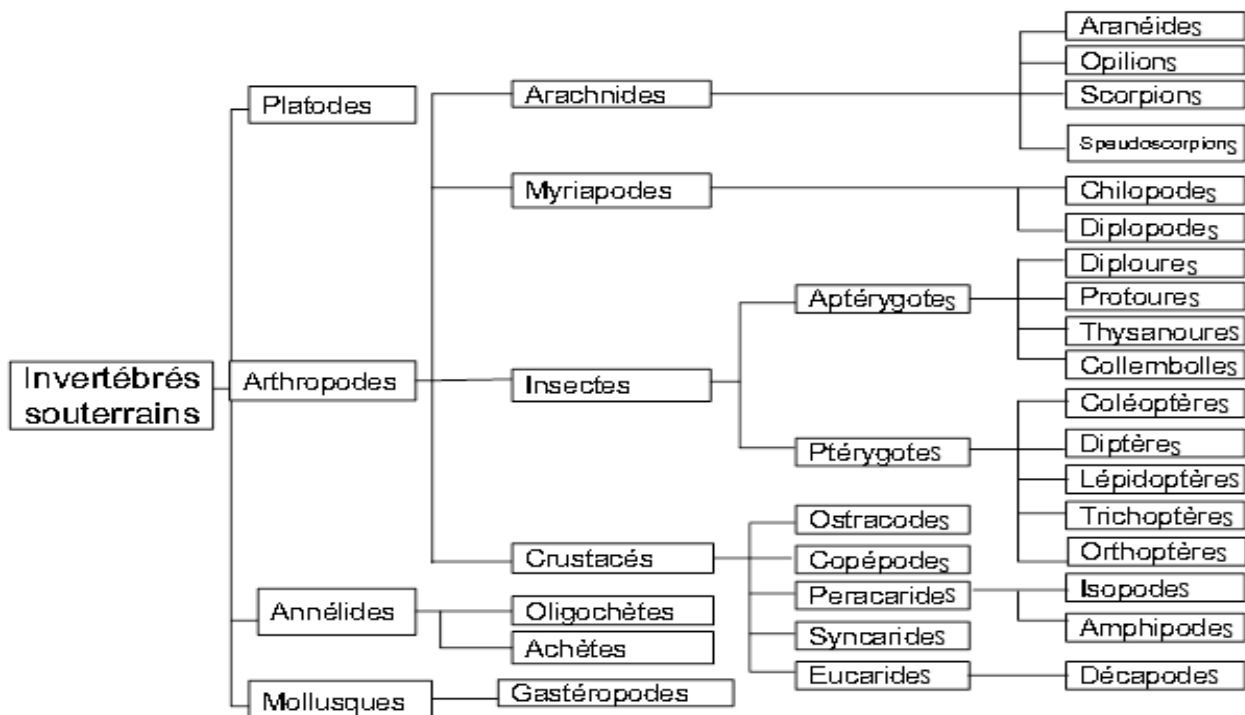 Aranéides
Opilions
Platodes
Arachnides
Scorpions
Speudoscorpions
Myriapodes
Chilopodes
Diplopodes
Diploures
Aptérygotes
Protoures
Thysanoures
Invertébrés
souterrains
Arthropodes
Insectes
Collembolles
Coléoptères
Ptérygotes
Diptères
Lépidoptères
Ostracodes
Trichoptères
Crustacés
Copépodes
Orthoptères
Annélides
Oligochètes
Peracarides
Isopodes
Achètes
Syncarides
Amphipodes
Mollusques
Gastéropodes
Eucarides
Décapodes